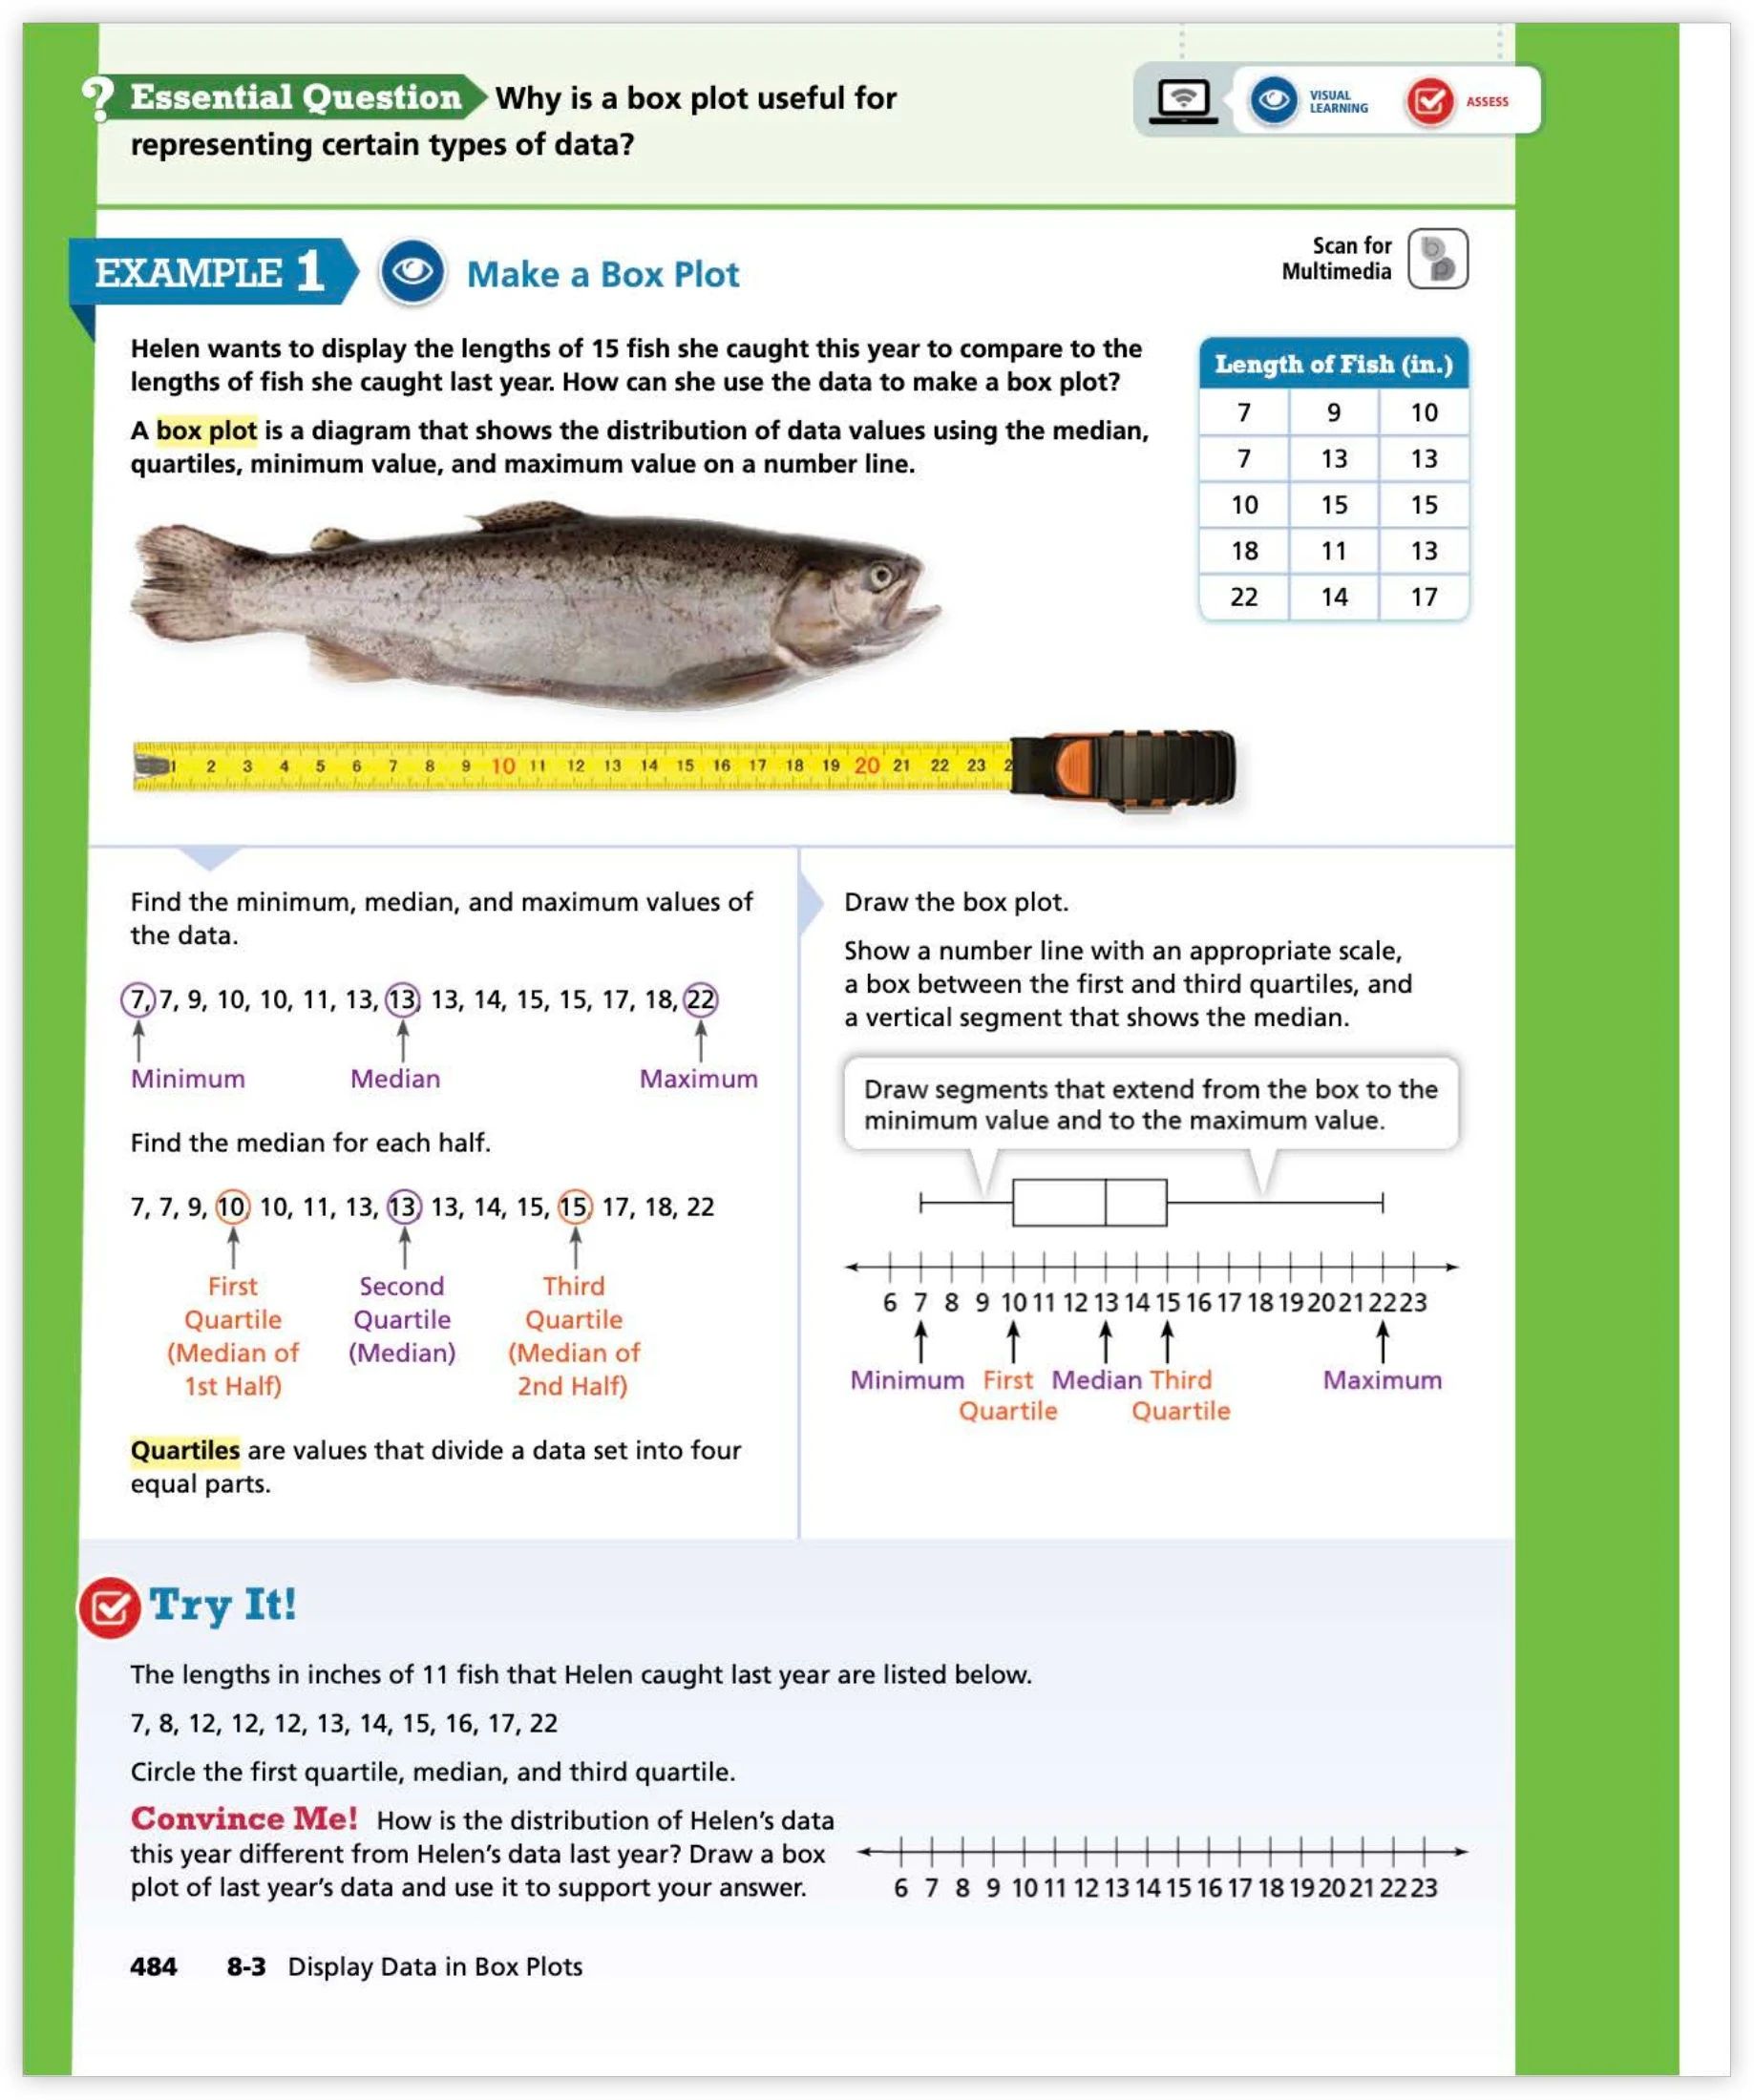 ? Essential Question Why is a box plot useful for
representing certain types of data?
VISUAL
LEARNING
ASSESS
EXAMPLE 1 Make a Box Plot
Scan for
Multimedia
Helen wants to display the lengths of 15 fish she caught this year to compare to the
lengths of fish she caught last year. How can she use the data to make a box plot?
A box plot is a diagram that shows the distribution of data values using the median,
quartiles, minimum value, and maximum value on a number line.
Length of Fish (in.)
7 9 10
7 13 13
10 15 15
18 11 13
22 14 17
1 2 3 4 5 6 7 8 9 10 11 12 13 14 15 16 17 18 19 20 21 22 23 2
Find the minimum, median, and maximum values of
the data.
7, 7, 9, 10, 10, 11, 13, 13, 13, 14, 15, 15, 17, 18, 22
Minimum Median Maximum
Find the median for each half.
7, 7, 9, 10, 10, 11, 13, 13, 13, 14, 15, 15, 17, 18, 22
First Second Third
Quartile Quartile Quartile
(Median of (Median) (Median of
1st Half) 2nd Half)
Quartiles are values that divide a data set into four
equal parts.
Draw the box plot.
Show a number line with an appropriate scale,
a box between the first and third quartiles, and
a vertical segment that shows the median.
Draw segments that extend from the box to the
minimum value and to the maximum value.
6 7 8 9 10 11 12 13 14 15 16 17 18 19 20 21 22 23
Minimum First Median Third Maximum
Quartile Quartile
Try It!
The lengths in inches of 11 fish that Helen caught last year are listed below.
7, 8, 12, 12, 12, 13, 14, 15, 16, 17, 22
Circle the first quartile, median, and third quartile.
Convince Me! How is the distribution of Helen's data
this year different from Helen's data last year? Draw a box
plot of last year's data and use it to support your answer.
6 7 8 9 10 11 12 13 14 15 16 17 18 19 20 21 22 23
484 8-3 Display Data in Box Plots